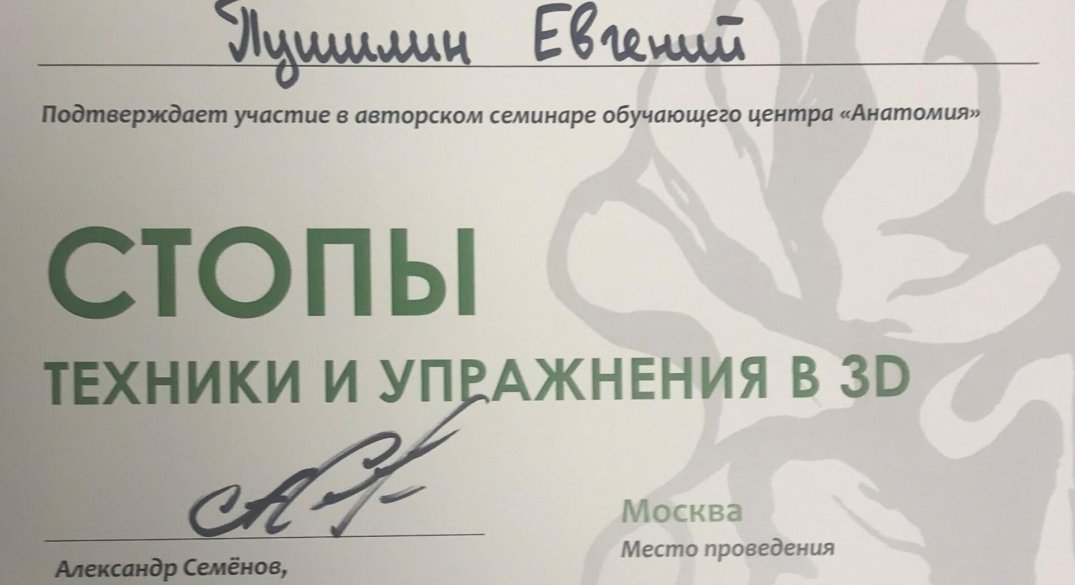 Пушилин Евгений
Подтверждает участие в авторском семинаре обучающего центра «Анатомия»
СТОПЫ
ТЕХНИКИ И УПРАЖНЕНИЯ В 3D
Москва
Место проведения
Александр Семёнов,